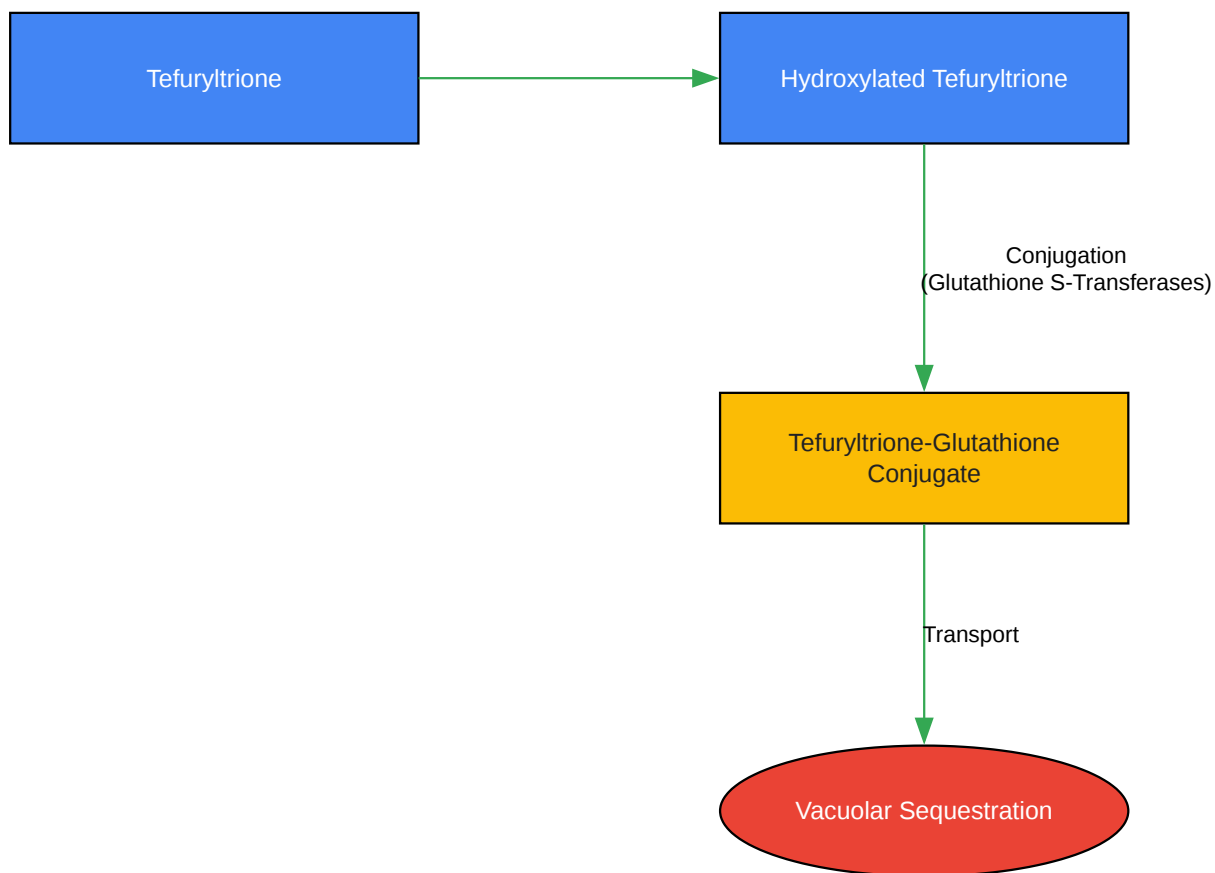 Tefuryltrione
Hydroxylated Tefuryltrione
Conjugation
(Glutathione S-Transferases)
Tefuryltrione-Glutathione
Conjugate
Transport
Vacuolar Sequestration